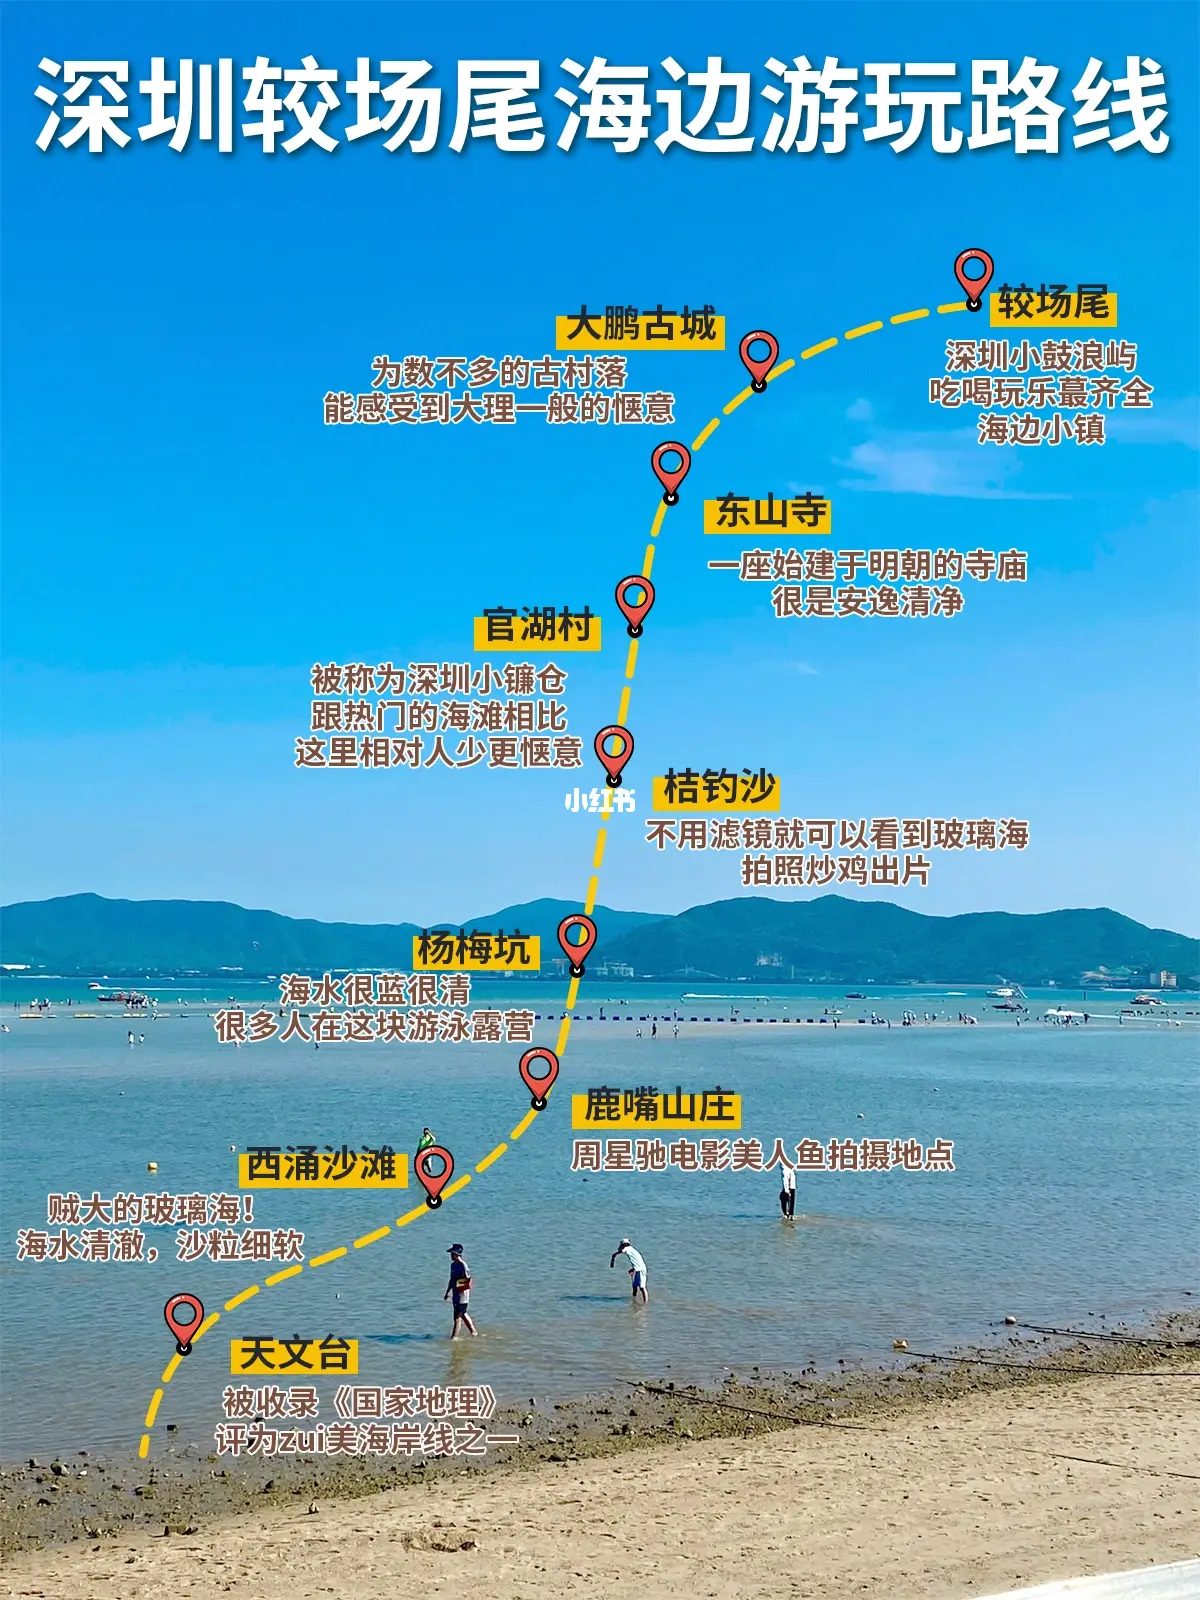 深圳较场尾海边游玩路线
较场尾
深圳小鼓浪屿
吃喝玩乐蕞齐全
海边小镇
大鹏古城
为数不多的古村落
能感受到大理一般的惬意
东山寺
一座始建于明朝的寺庙
很是安逸清净
官湖村
被称为深圳小镰仓
跟热门的海滩相比
这里相对人少更惬意
小红书
桔钓沙
不用滤镜就可以看到玻璃海
拍照炒鸡出片
杨梅坑
海水很蓝很清
很多人在这块游泳露营
鹿嘴山庄
周星驰电影美人鱼拍摄地点
西涌沙滩
贼大的玻璃海！
海水清澈，沙粒细软
天文台
被收录《国家地理》
评为zui美海岸线之一